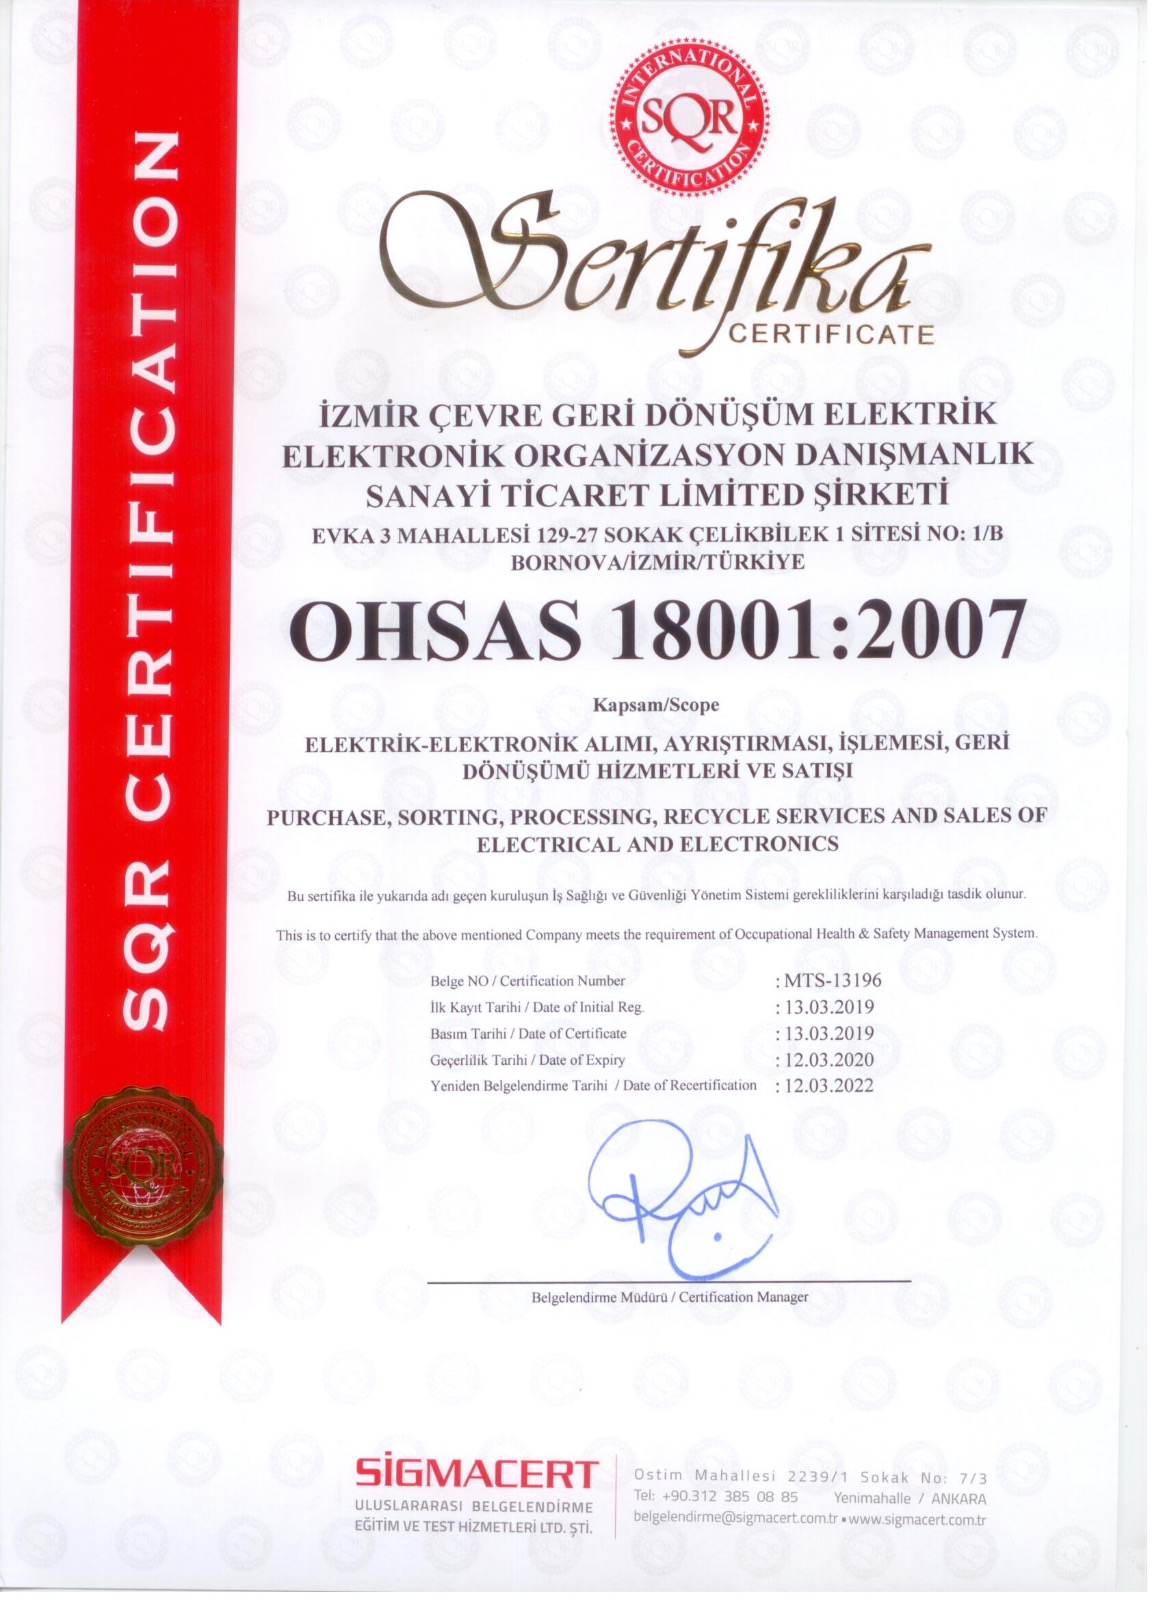 INTERNATIONAL
SQR
CERTIFICATION
Sertifika
CERTIFICATE
SQR CERTIFICATION
İZMİR ÇEVRE GERİ DÖNÜŞÜM ELEKTRİK
ELEKTRONİK ORGANİZASYON DANIŞMANLIK
SANAYİ TİCARET LİMİTED ŞİRKETİ
EVKA 3 MAHALLESİ 129-27 SOKAK ÇELİKBİLEK 1 SİTESİ NO: 1/B
BORNOVA/İZMİR/TÜRKİYE
OHSAS 18001:2007
Kapsam/Scope
ELEKTRİK-ELEKTRONİK ALIMI, AYRIŞTIRMASI, İŞLEMESİ, GERİ
DÖNÜŞÜMÜ HİZMETLERİ VE SATIŞI
PURCHASE, SORTING, PROCESSING, RECYCLE SERVICES AND SALES OF
ELECTRICAL AND ELECTRONICS
Bu sertifika ile yukarıda adı geçen kuruluşun İş Sağlığı ve Güvenliği Yönetim Sistemi gerekliliklerini karşıladığı tasdik olunur.
This is to certify that the above mentioned Company meets the requirement of Occupational Health & Safety Management System.
Belge NO / Certification Number : MTS-13196
İlk Kayıt Tarihi / Date of Initial Reg. : 13.03.2019
Basım Tarihi / Date of Certificate : 13.03.2019
Geçerlilik Tarihi / Date of Expiry : 12.03.2020
Yeniden Belgelendirme Tarihi / Date of Recertification : 12.03.2022
INTERNATIONAL
SQR
CERTIFICATION
Belgelendirme Müdürü / Certification Manager
SİGMACERT
ULUSLARARASI BELGELENDİRME
EĞİTİM VE TEST HİZMETLERİ LTD. ŞTİ.
Ostim Mahallesi 2239/1 Sokak No: 7/3
Tel: +90.312 385 08 85 Yenimahalle / ANKARA
belgelendirme@sigmacert.com.tr ▪ www.sigmacert.com.tr